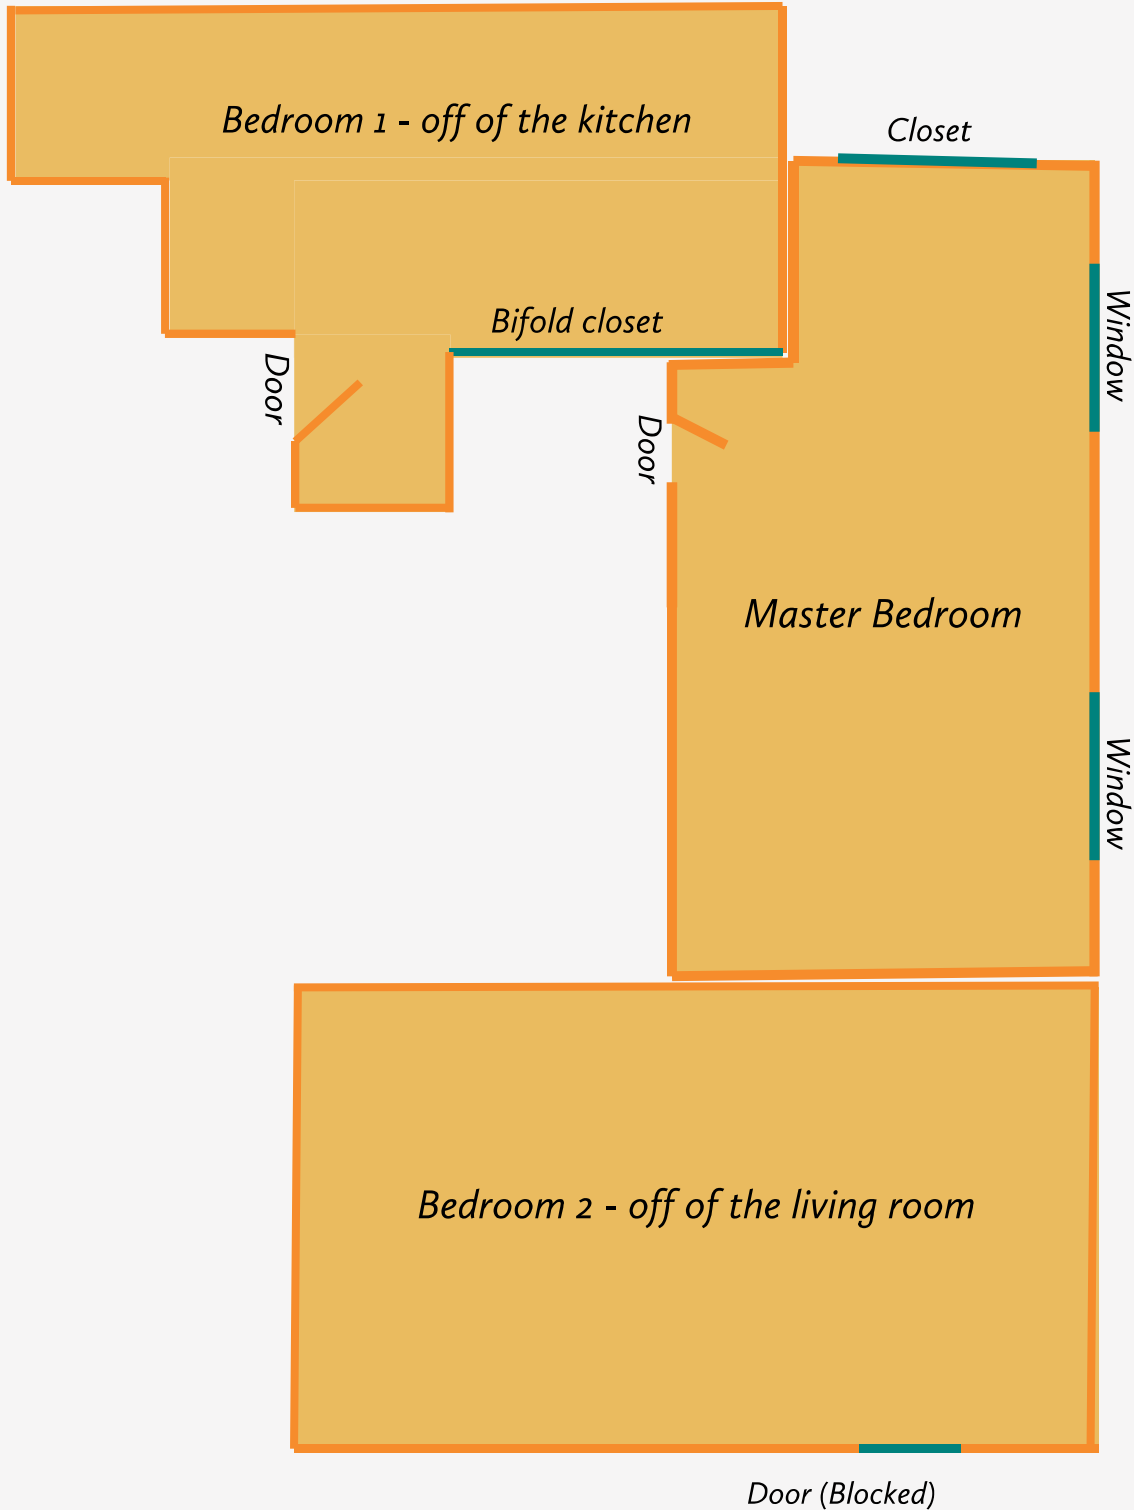 Bedroom 1 - off of the kitchen
Closet
Window
Bifold closet
Door
Door
Master Bedroom
Window
Bedroom 2 - off of the living room
Door (Blocked)